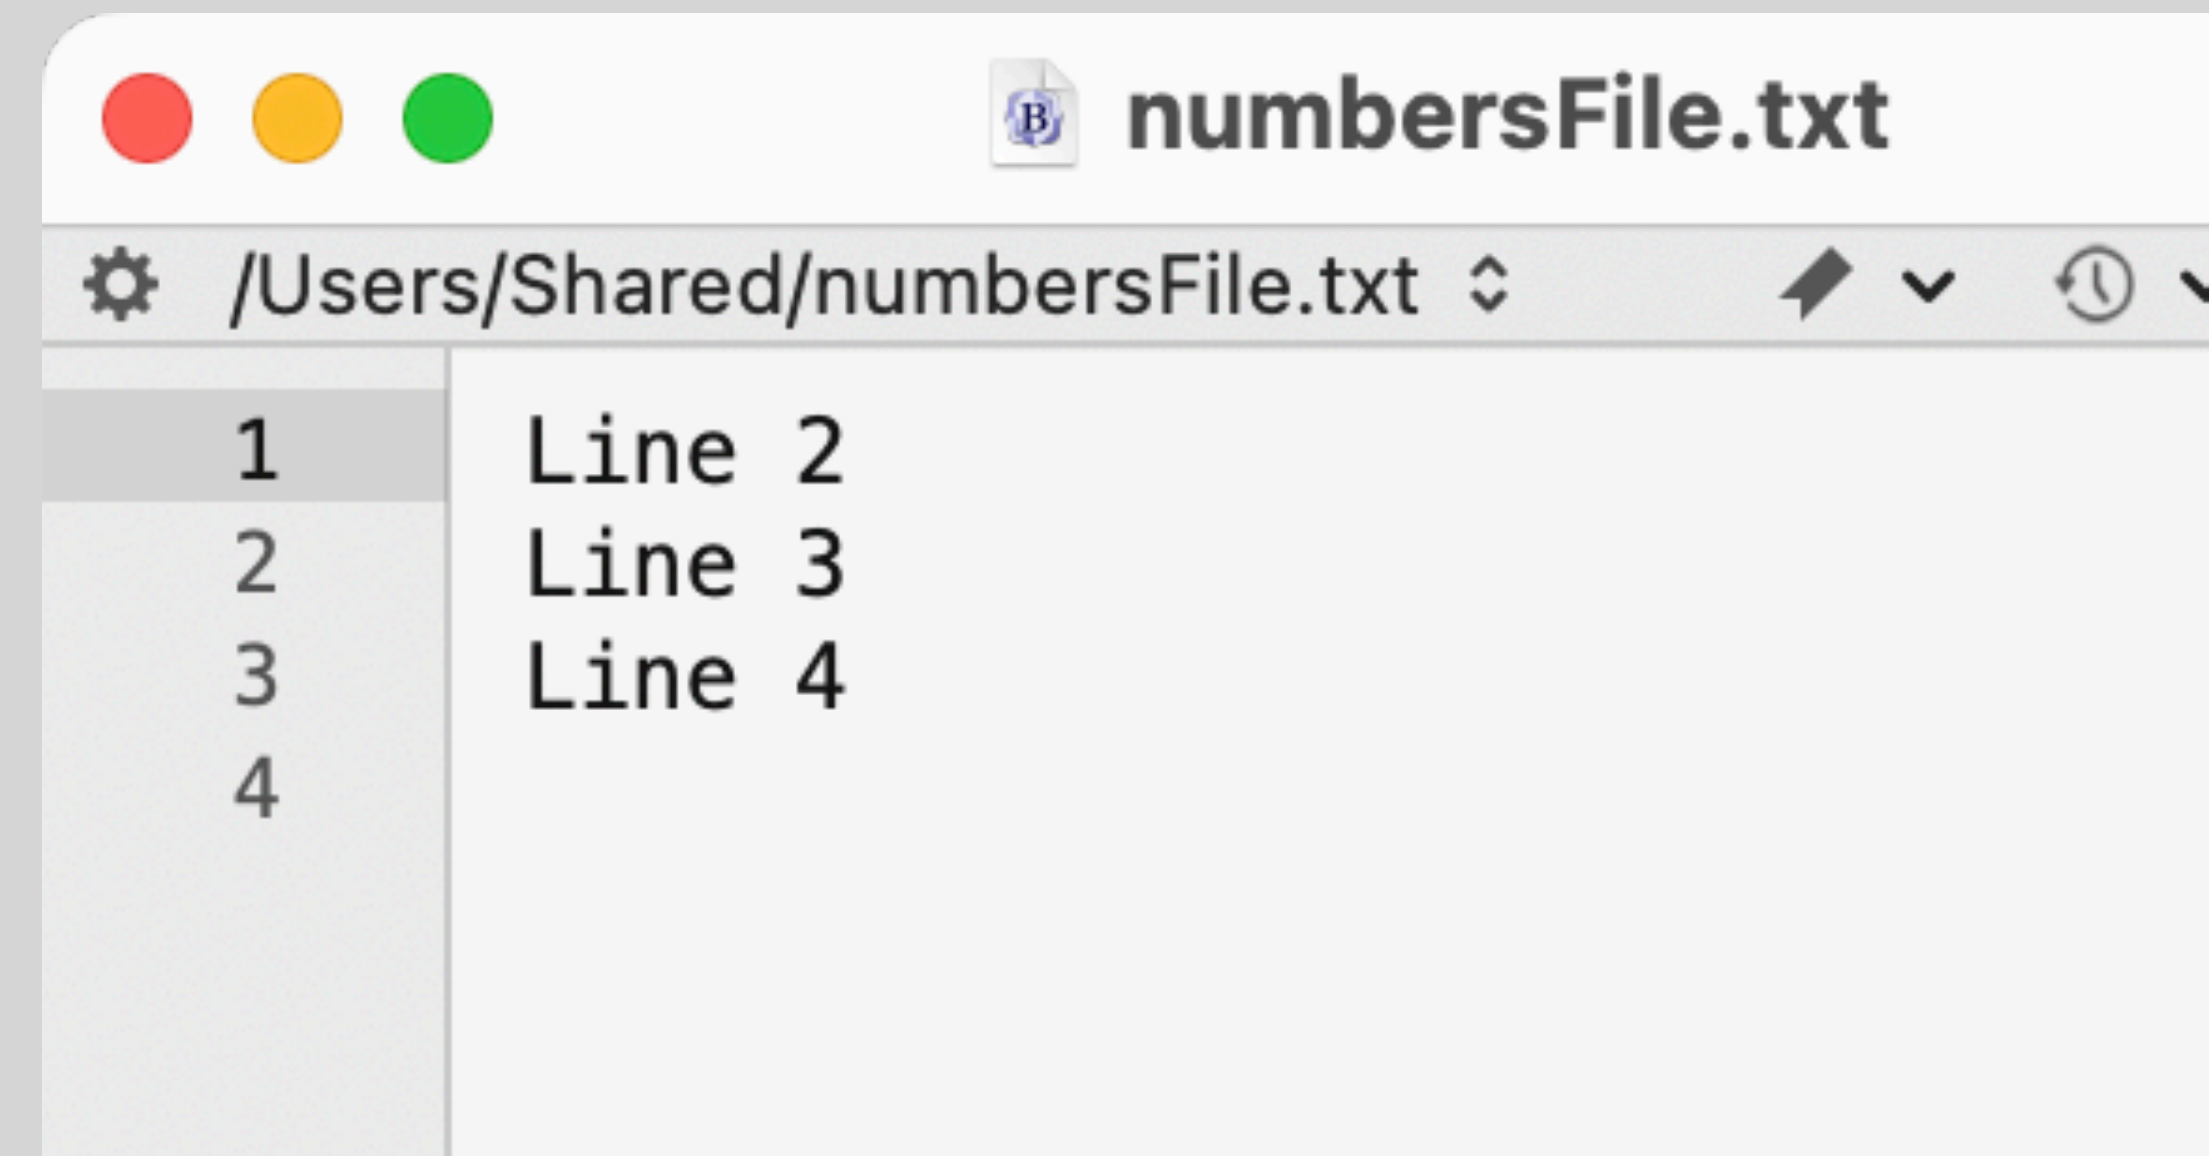 B numbersFile.txt
/Users/Shared/numbersFile.txt
1 Line 2
2 Line 3
3 Line 4
4